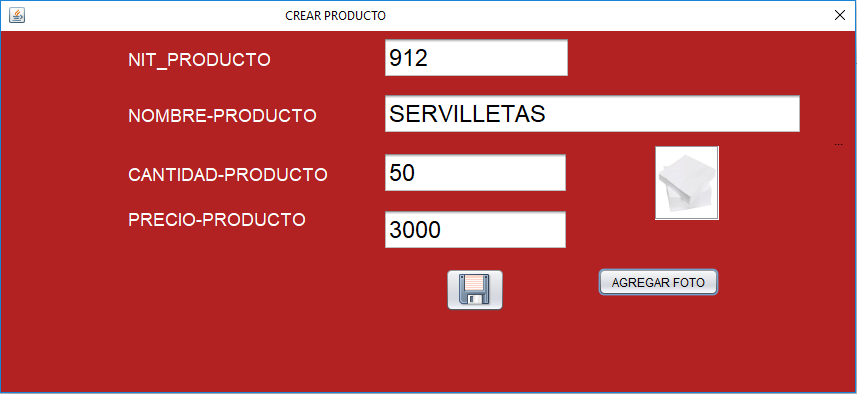 CREAR PRODUCTO
NIT_PRODUCTO 912
NOMBRE-PRODUCTO SERVILLETAS
...
CANTIDAD-PRODUCTO 50
PRECIO-PRODUCTO 3000
AGREGAR FOTO